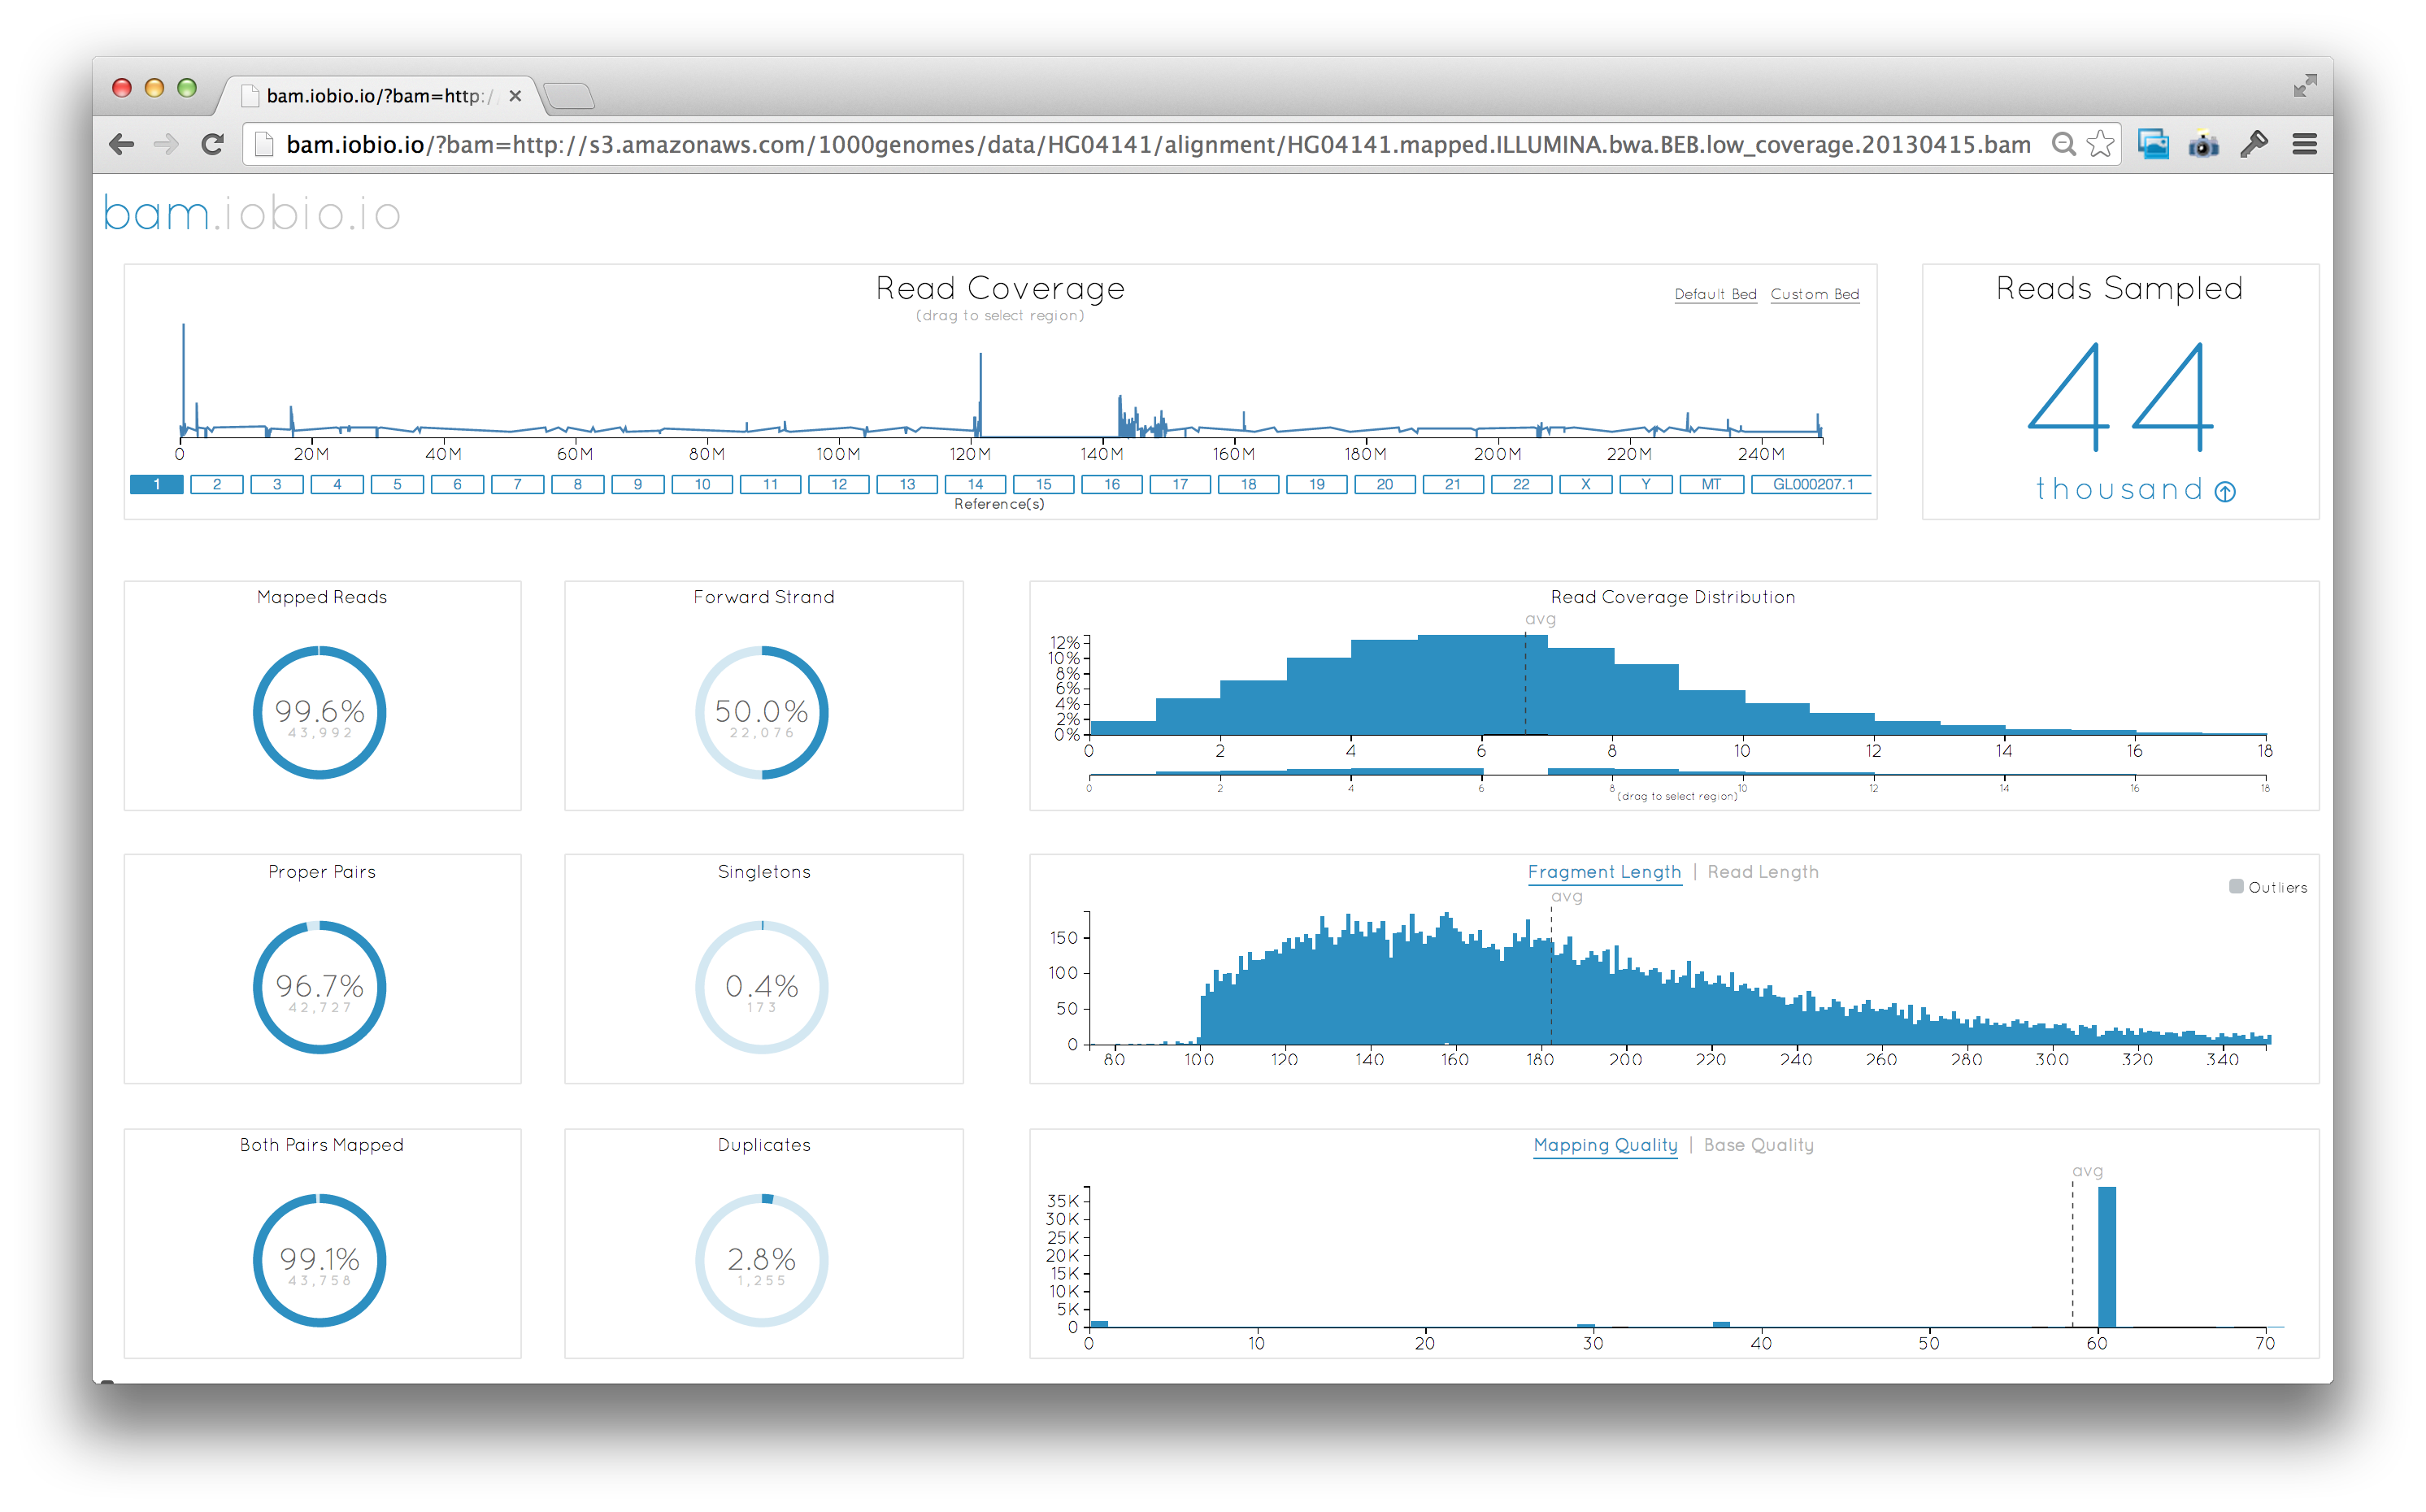 bam.iobio.io/?bam=http:/
bam.iobio.io/?bam=http://s3.amazonaws.com/1000genomes/data/HG04141/alignment/HG04141.mapped.ILLUMINA.bwa.BEB.low_coverage.20130415.bam
bam.iobio.io
Read Coverage
(drag to select region)
Default Bed Custom Bed
0 20M 40M 60M 80M 100M 120M 140M 160M 180M 200M 220M 240M
1 2 3 4 5 6 7 8 9 10 11 12 13 14 15 16 17 18 19 20 21 22 X Y MT GL000207.1
Reference(s)
Reads Sampled
44
thousand
Mapped Reads
99.6%
43,992
Forward Strand
50.0%
22,076
Read Coverage Distribution
avg
12%
10%
8%
6%
4%
2%
0%
0 2 4 6 8 10 12 14 16 18
0 2 4 6 8 10 12 14 16 18
(drag to select region)
Proper Pairs
96.7%
42,727
Singletons
0.4%
173
Fragment Length | Read Length
avg
Outliers
150
100
50
0
80 100 120 140 160 180 200 220 240 260 280 300 320 340
Both Pairs Mapped
99.1%
43,758
Duplicates
2.8%
1,255
Mapping Quality | Base Quality
avg
35K
30K
25K
20K
15K
10K
5K
0
0 10 20 30 40 50 60 70